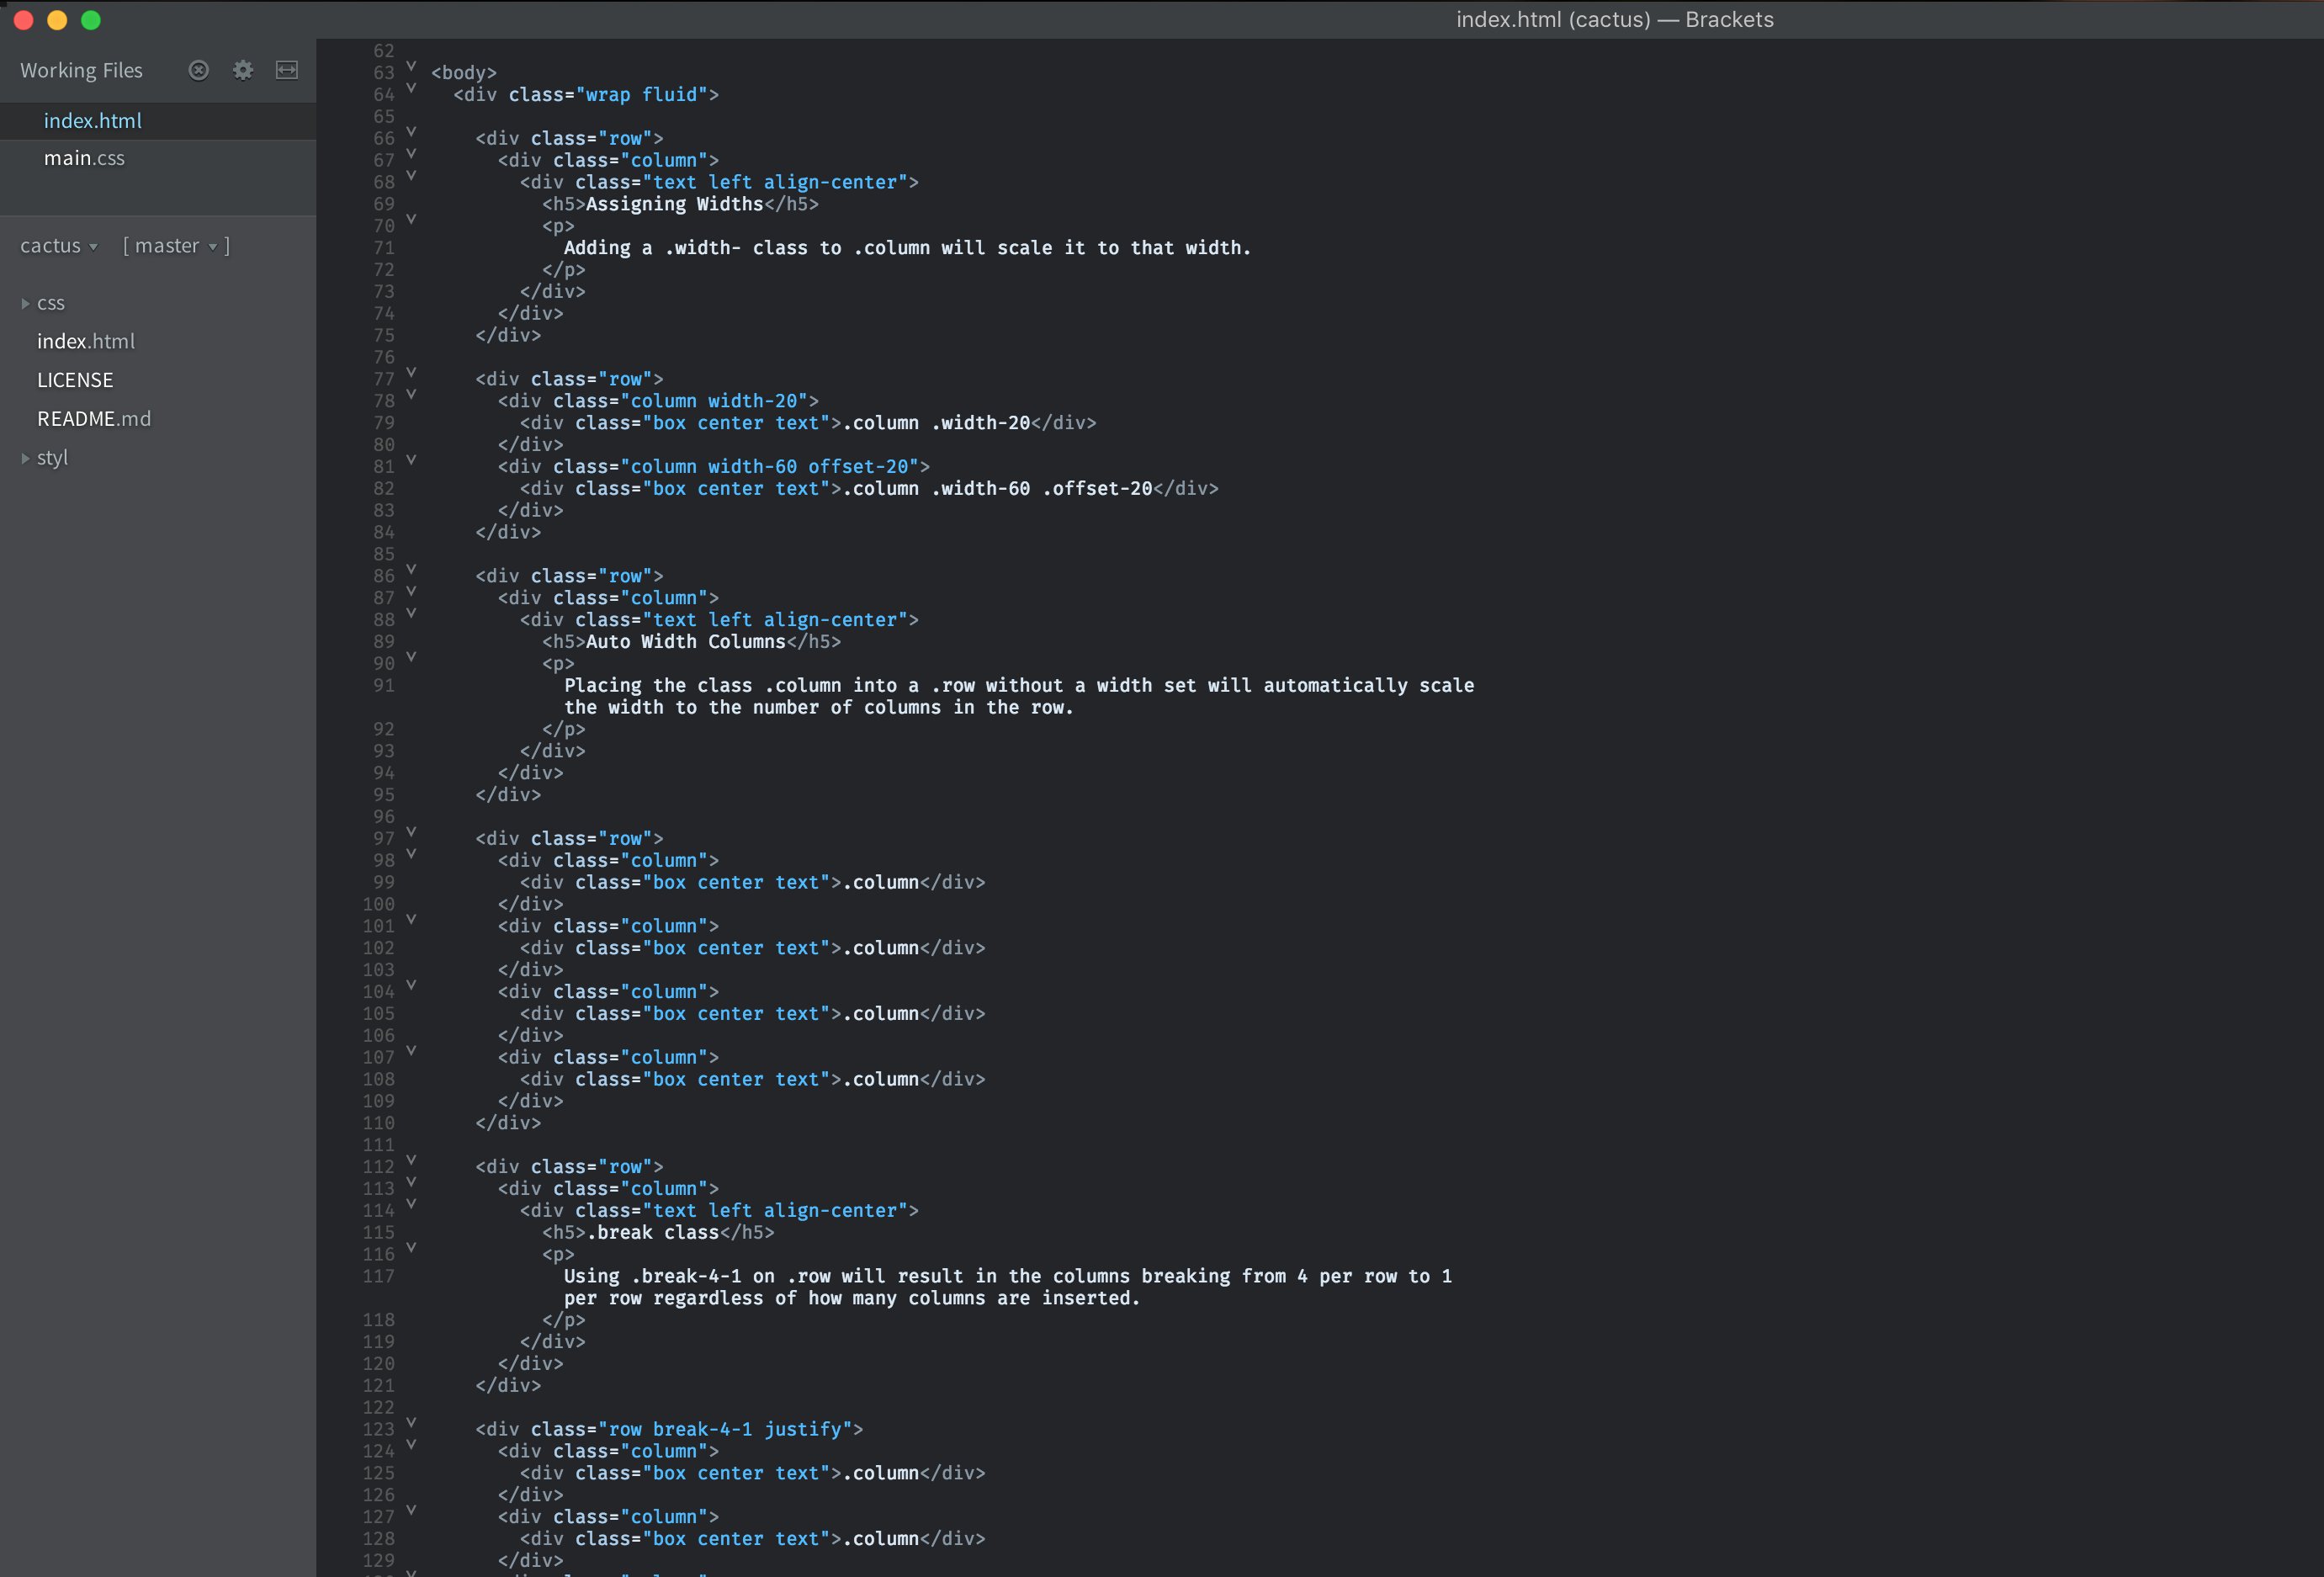 index.html (cactus) — Brackets
Working Files
index.html
main.css
cactus [ master ]
css
index.html
LICENSE
README.md
styl
62
63 <body>
64 <div class="wrap fluid">
65
66 <div class="row">
67 <div class="column">
68 <div class="text left align-center">
69 <h5>Assigning Widths</h5>
70 <p>
71 Adding a .width- class to .column will scale it to that width.
72 </p>
73 </div>
74 </div>
75 </div>
76
77 <div class="row">
78 <div class="column width-20">
79 <div class="box center text">.column .width-20</div>
80 </div>
81 <div class="column width-60 offset-20">
82 <div class="box center text">.column .width-60 .offset-20</div>
83 </div>
84 </div>
85
86 <div class="row">
87 <div class="column">
88 <div class="text left align-center">
89 <h5>Auto Width Columns</h5>
90 <p>
91 Placing the class .column into a .row without a width set will automatically scale
the width to the number of columns in the row.
92 </p>
93 </div>
94 </div>
95 </div>
96
97 <div class="row">
98 <div class="column">
99 <div class="box center text">.column</div>
100 </div>
101 <div class="column">
102 <div class="box center text">.column</div>
103 </div>
104 <div class="column">
105 <div class="box center text">.column</div>
106 </div>
107 <div class="column">
108 <div class="box center text">.column</div>
109 </div>
110 </div>
111
112 <div class="row">
113 <div class="column">
114 <div class="text left align-center">
115 <h5>.break class</h5>
116 <p>
117 Using .break-4-1 on .row will result in the columns breaking from 4 per row to 1
per row regardless of how many columns are inserted.
118 </p>
119 </div>
120 </div>
121 </div>
122
123 <div class="row break-4-1 justify">
124 <div class="column">
125 <div class="box center text">.column</div>
126 </div>
127 <div class="column">
128 <div class="box center text">.column</div>
129 </div>